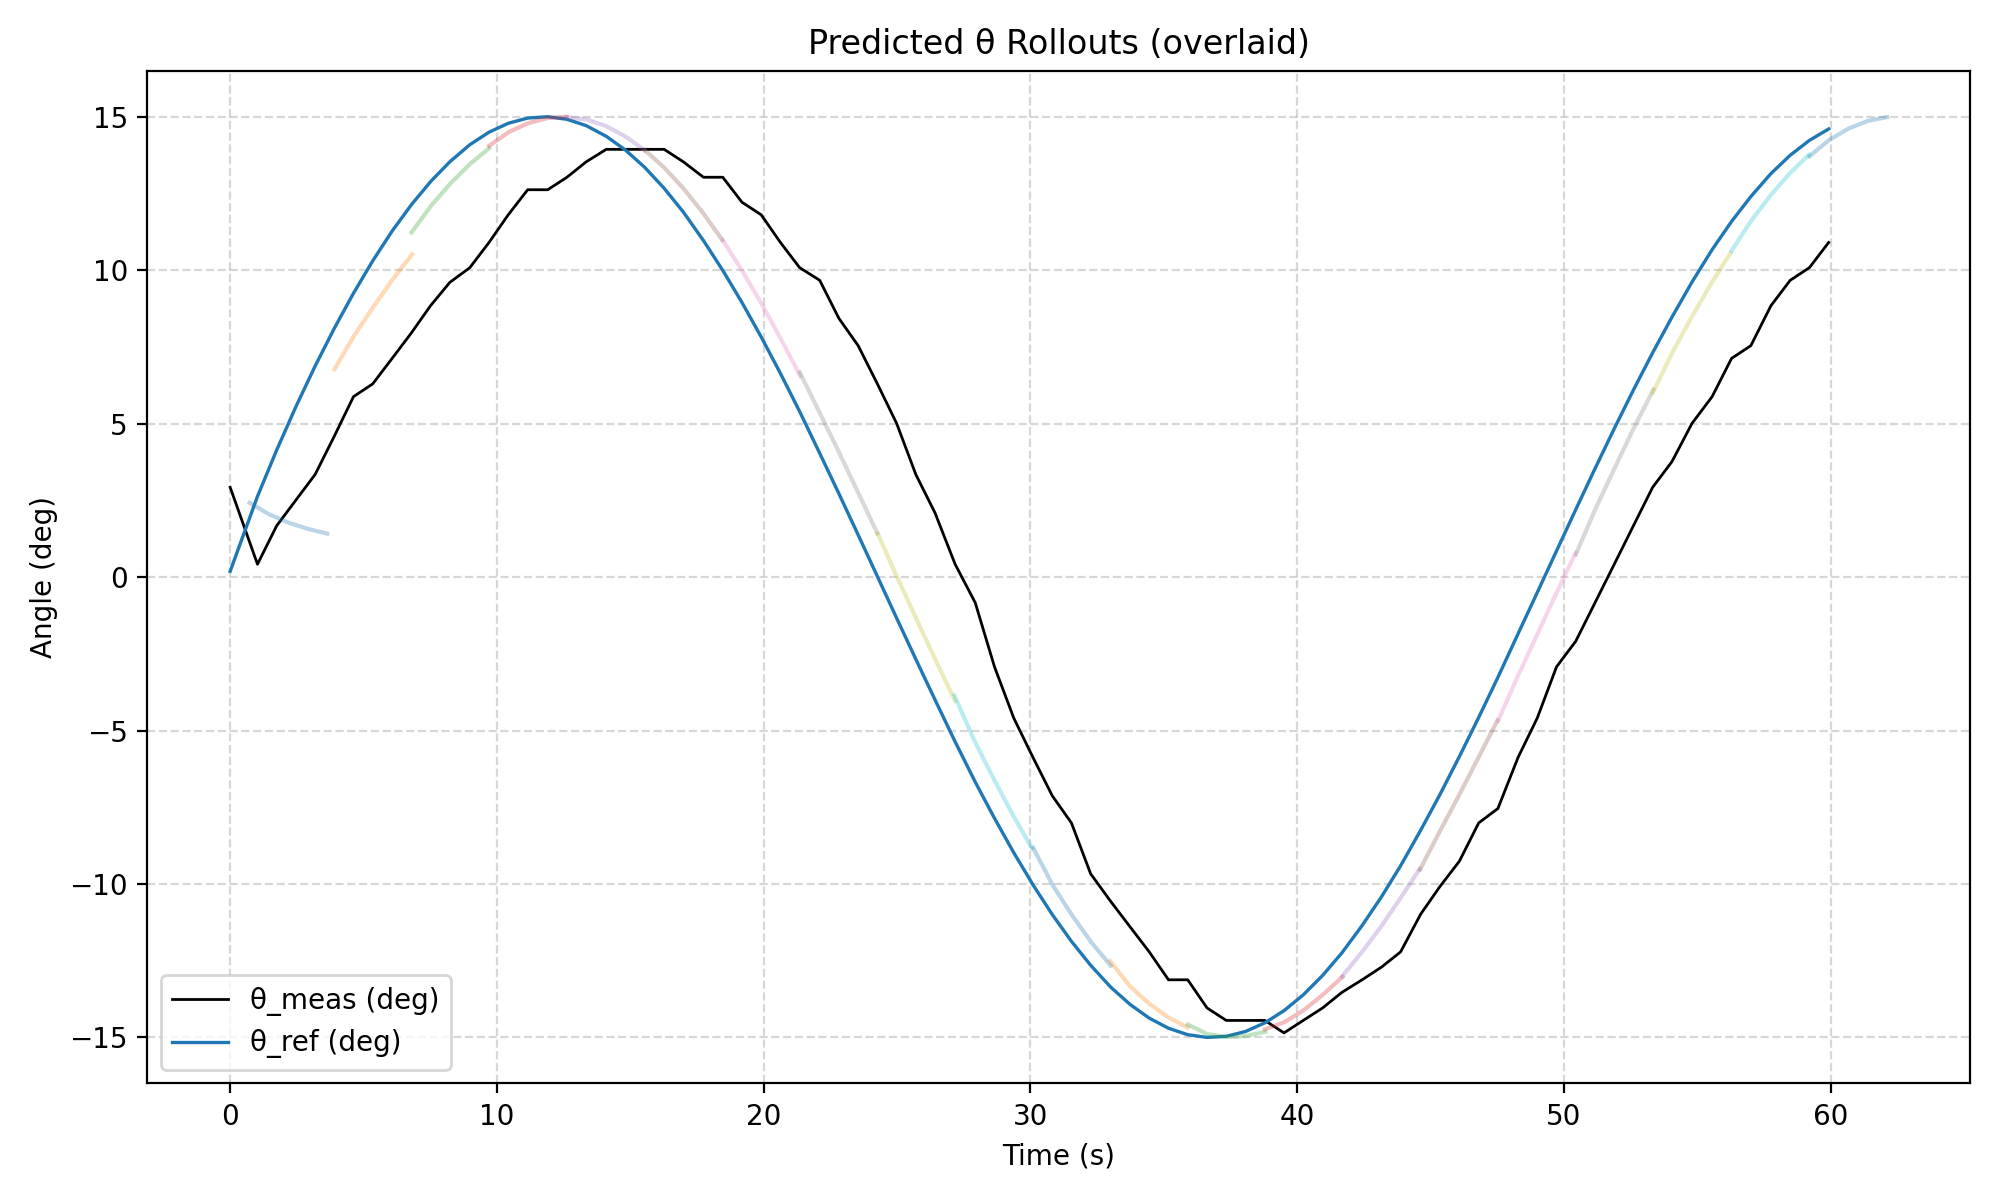 Predicted θ Rollouts (overlaid)
15
10
5
0
−5
−10
−15
Angle (deg)
θ_meas (deg)
θ_ref (deg)
0
10
20
30
40
50
60
Time (s)